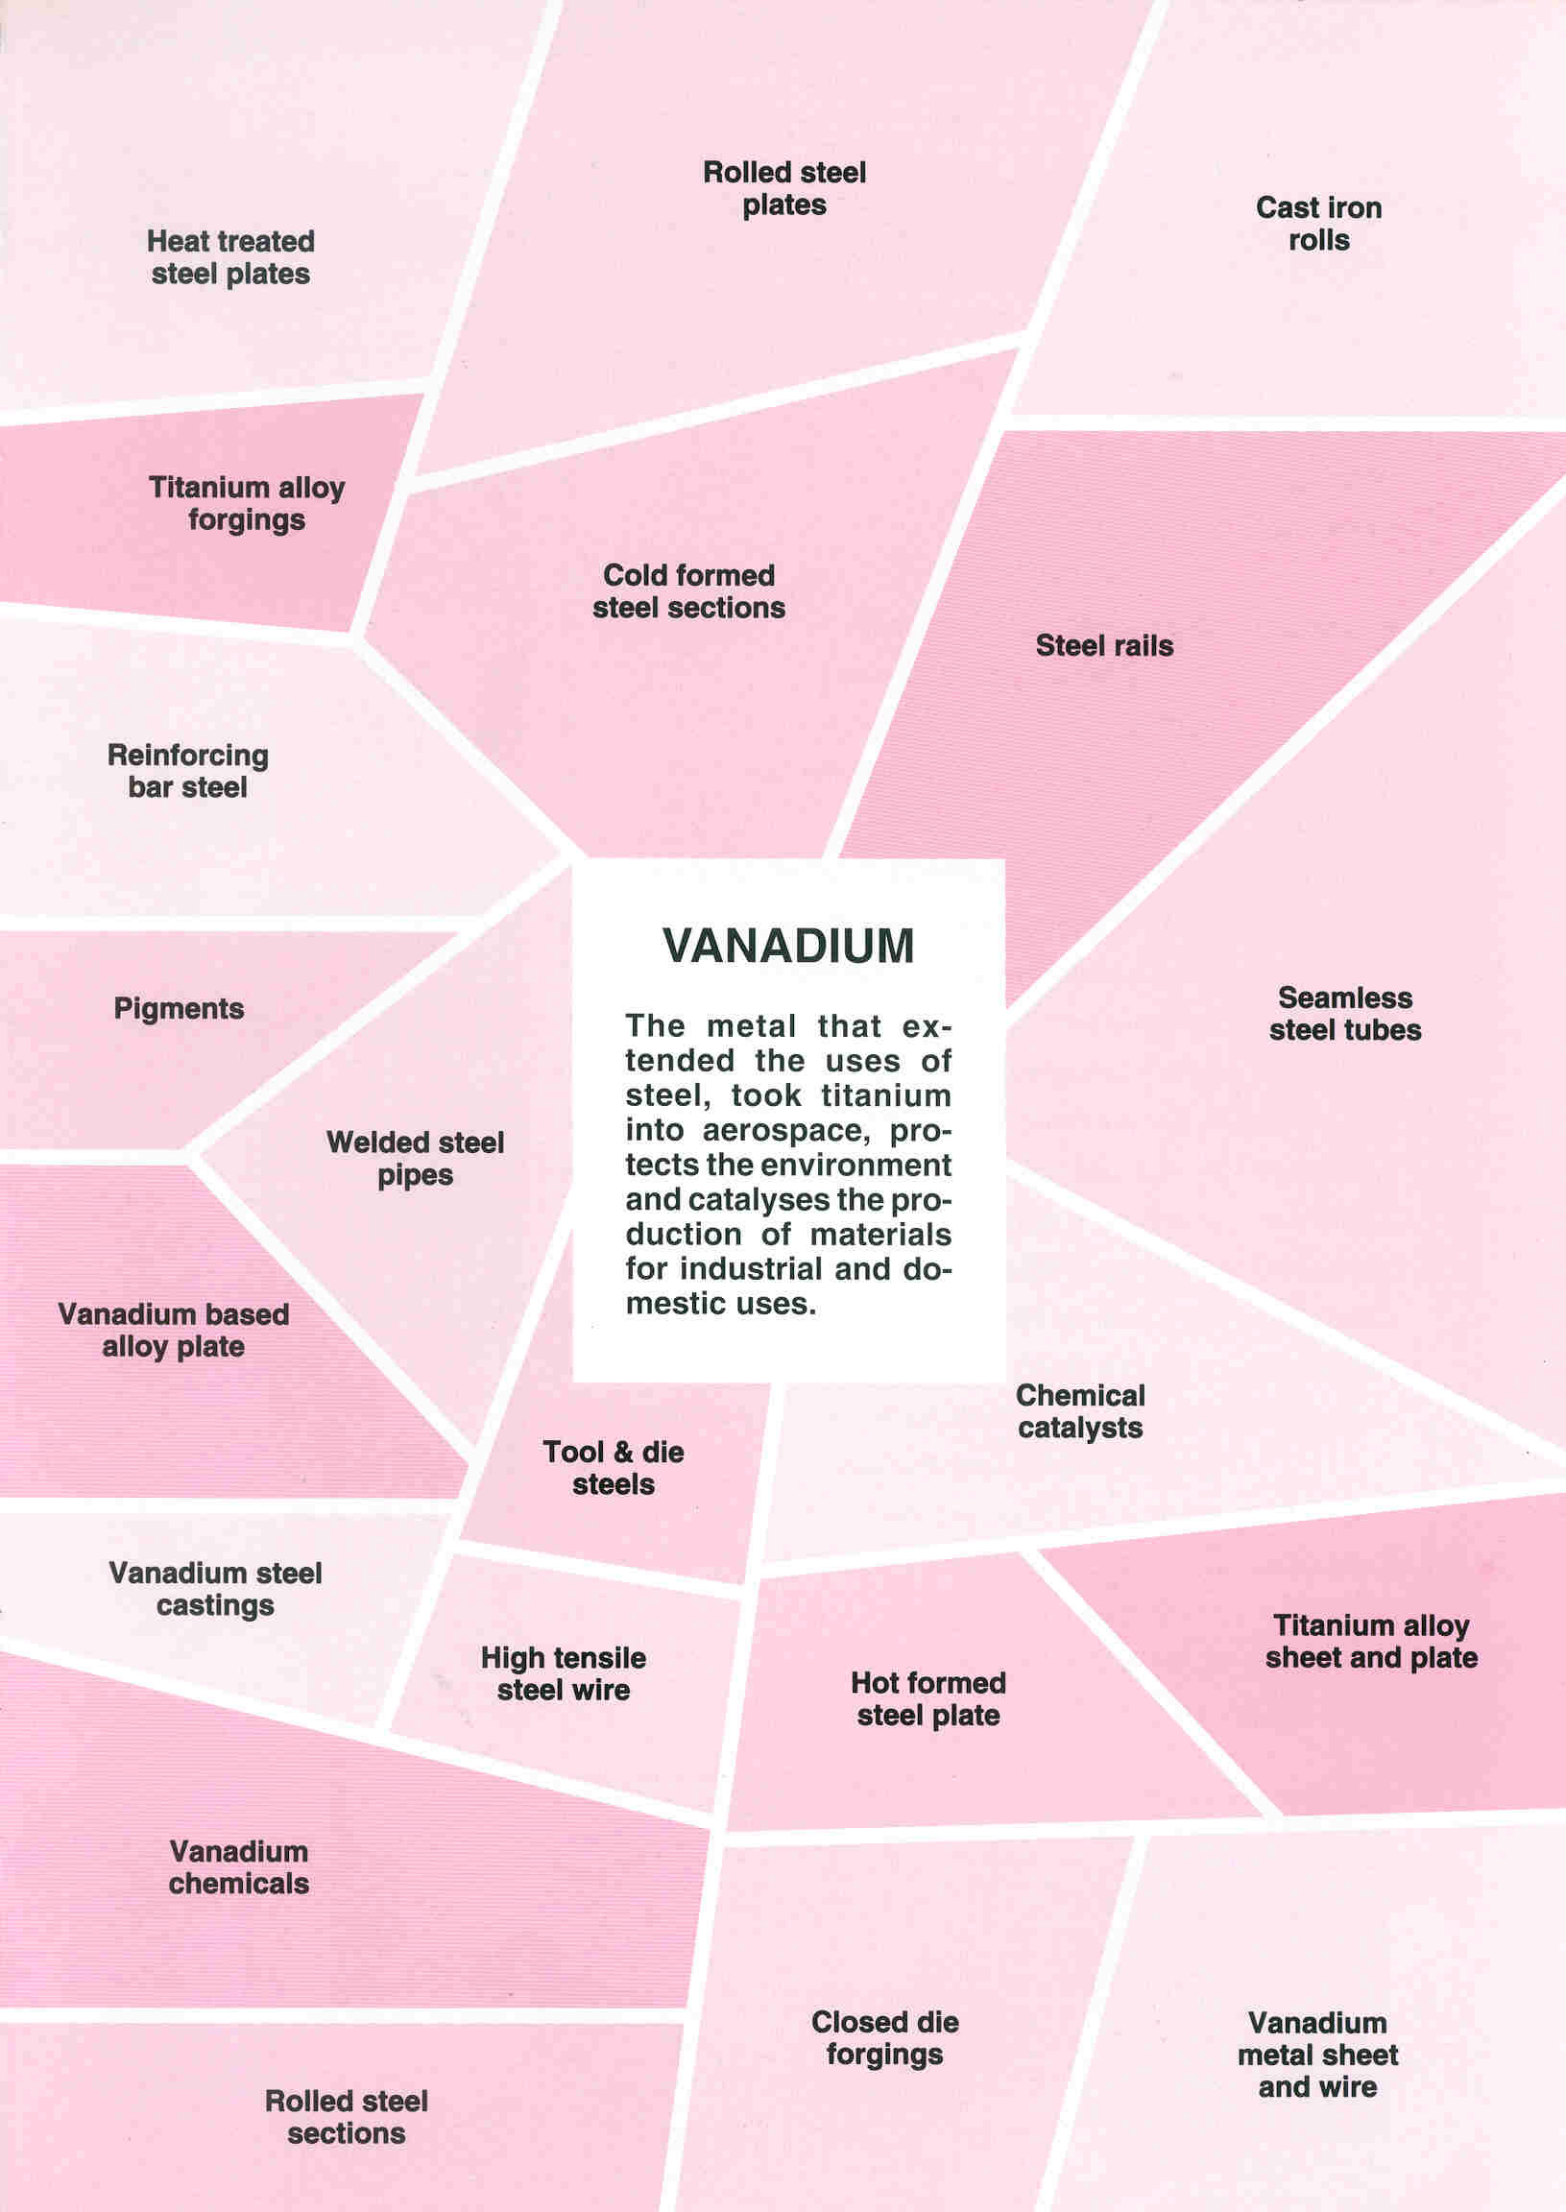 Rolled steel
plates
Cast iron
rolls
Heat treated
steel plates
Titanium alloy
forgings
Cold formed
steel sections
Steel rails
Reinforcing
bar steel
Pigments
Welded steel
pipes
VANADIUM
The metal that ex-
tended the uses of
steel, took titanium
into aerospace, pro-
tects the environment
and catalyses the pro-
duction of materials
for industrial and do-
mestic uses.
Seamless
steel tubes
Vanadium based
alloy plate
Tool & die
steels
Chemical
catalysts
Vanadium steel
castings
High tensile
steel wire
Hot formed
steel plate
Titanium alloy
sheet and plate
Vanadium
chemicals
Closed die
forgings
Vanadium
metal sheet
and wire
Rolled steel
sections